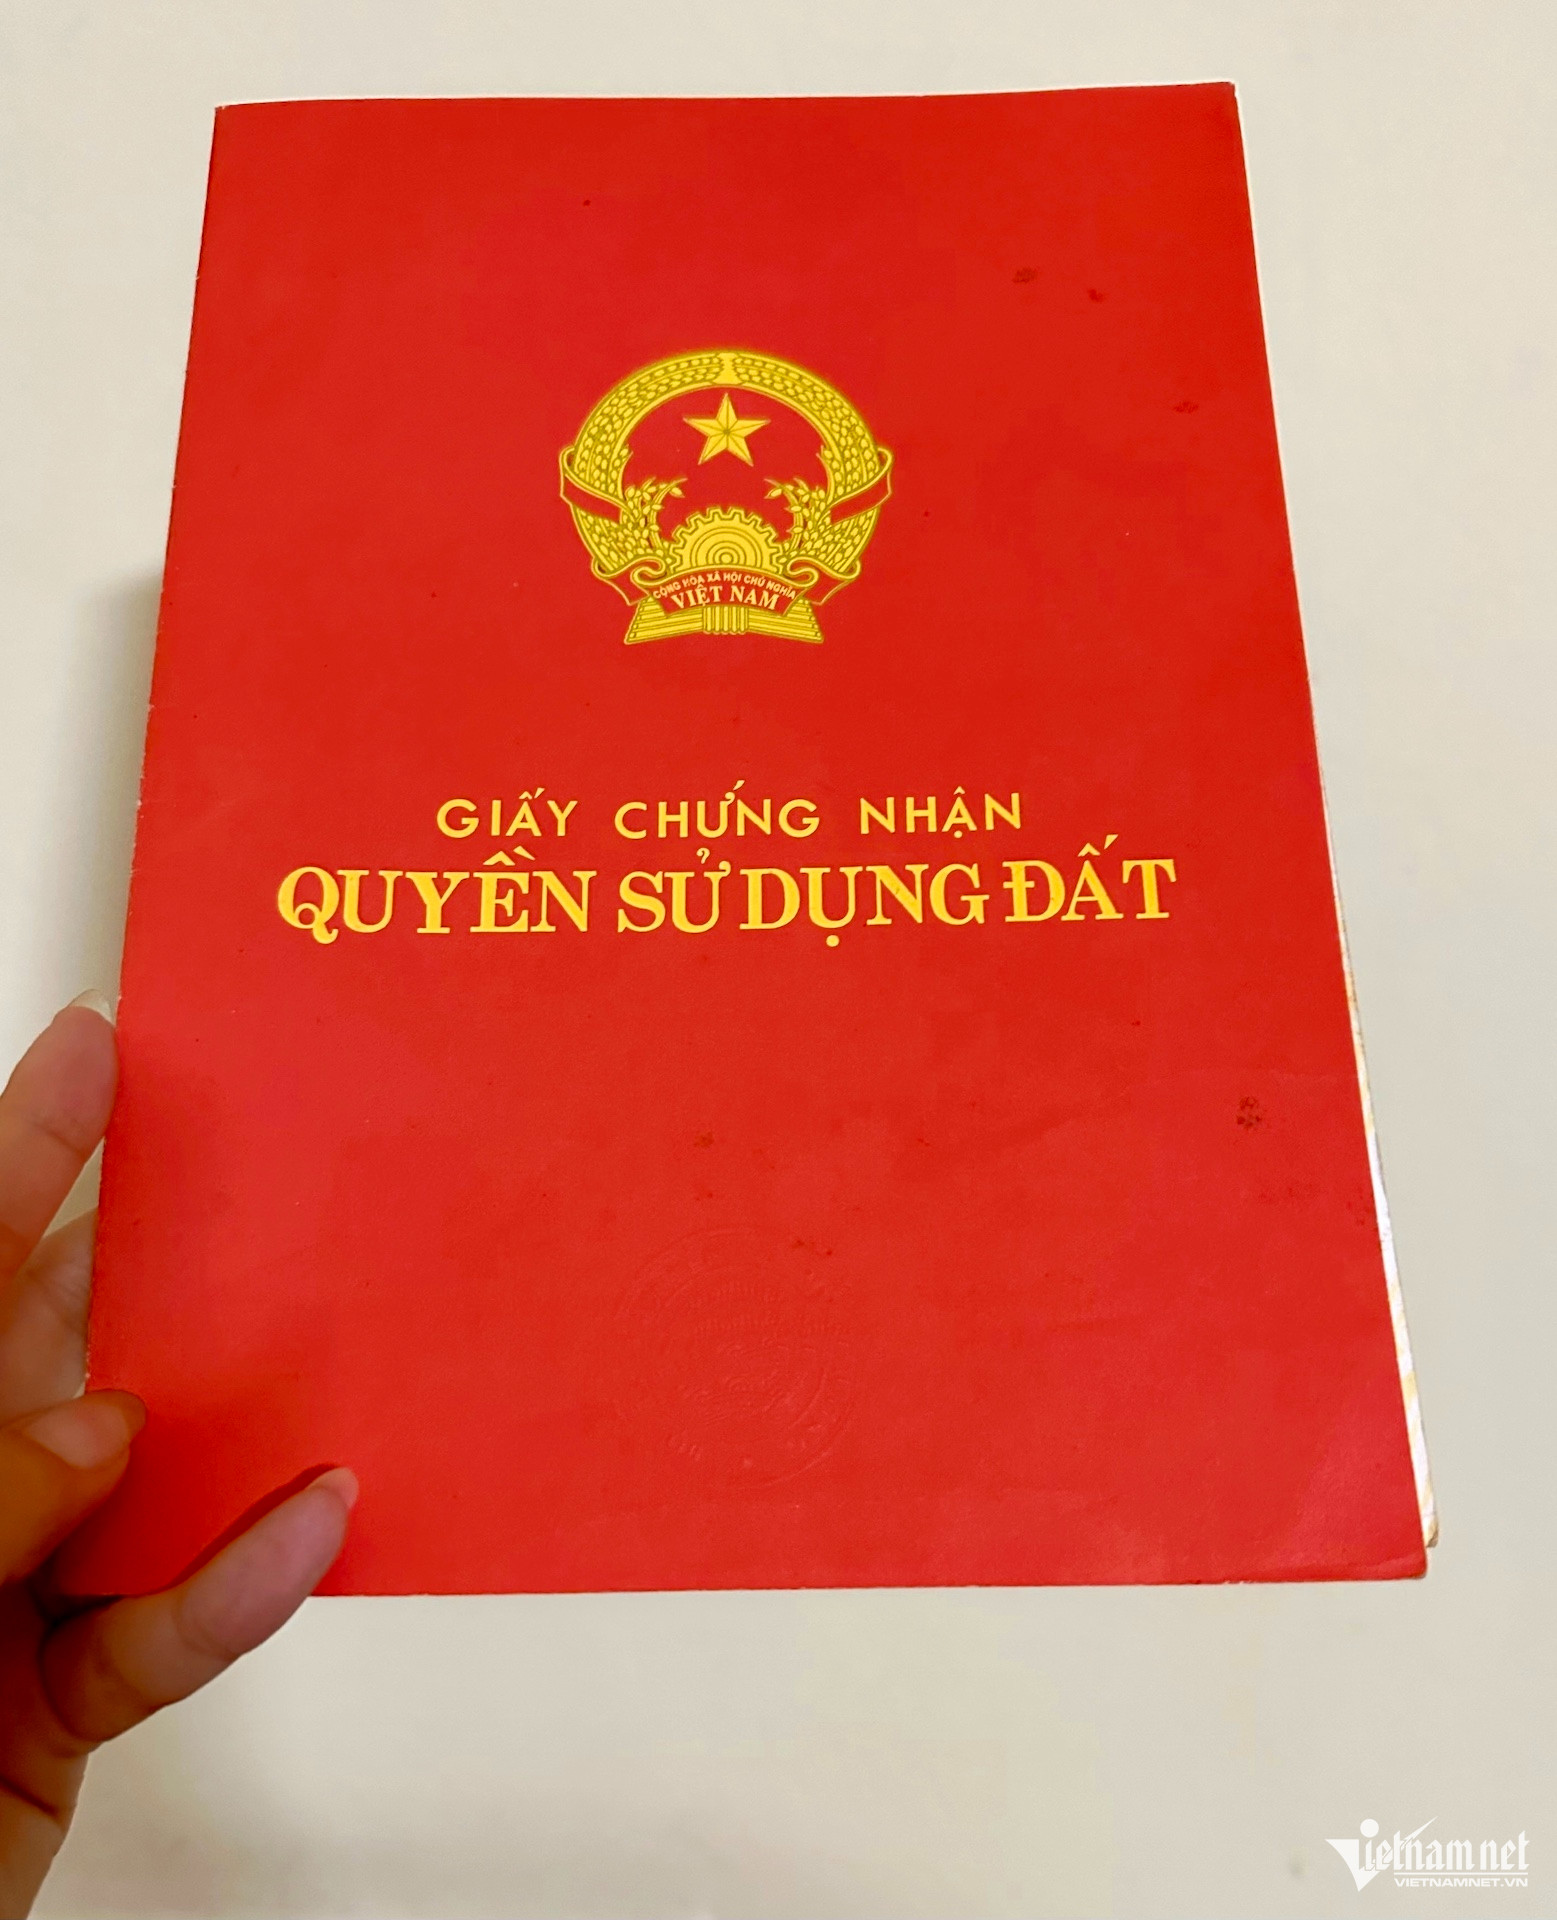 CỘNG HÒA XÃ HỘI CHỦ NGHĨA
VIỆT NAM
GIẤY CHỨNG NHẬN
QUYỀN SỬ DỤNG ĐẤT
Vietnamnet
VIETNAMNET.VN